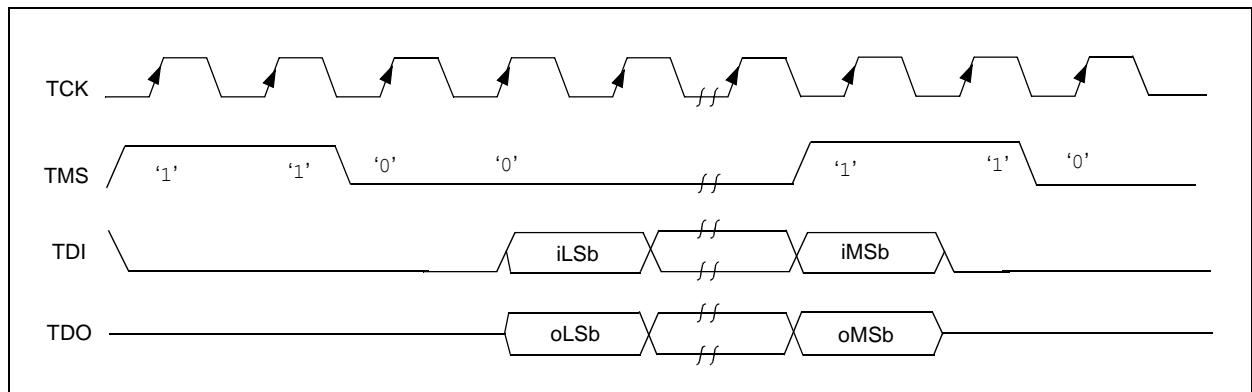 TCK
TMS ‘1’ ‘1’ ‘0’ ‘0’ ‘1’ ‘1’ ‘0’
TDI iLSb iMSb
TDO oLSb oMSb